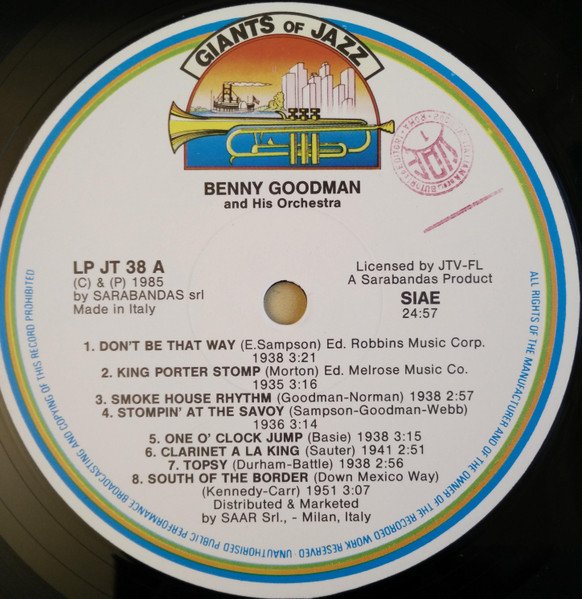 GIANTS OF JAZZ
BENNY GOODMAN
and His Orchestra
LP JT 38 A
(C) & (P) 1985
by SARABANDAS srl
Made in Italy
Licensed by JTV-FL
A Sarabandas Product
SIAE
24:57
1. DON'T BE THAT WAY (E.Sampson) Ed. Robbins Music Corp.
1938 3:21
2. KING PORTER STOMP (Morton) Ed. Melrose Music Co.
1935 3:16
3. SMOKE HOUSE RHYTHM (Goodman-Norman) 1938 2:57
4. STOMPIN' AT THE SAVOY (Sampson-Goodman-Webb)
1936 3:14
5. ONE O' CLOCK JUMP (Basie) 1938 3:15
6. CLARINET A LA KING (Sauter) 1941 2:51
7. TOPSY (Durham-Battle) 1938 2:56
8. SOUTH OF THE BORDER (Down Mexico Way)
(Kennedy-Carr) 1951 3:07
Distributed & Marketed
by SAAR Srl., - Milan, Italy
ALL RIGHTS OF THE MANUFACTURER AND OF THE OWNER OF THE RECORDED WORK RESERVED UNAUTHORISED PUBLIC PERFORMANCE BROADCASTING AND COPYING OF THIS RECORD PROHIBITED